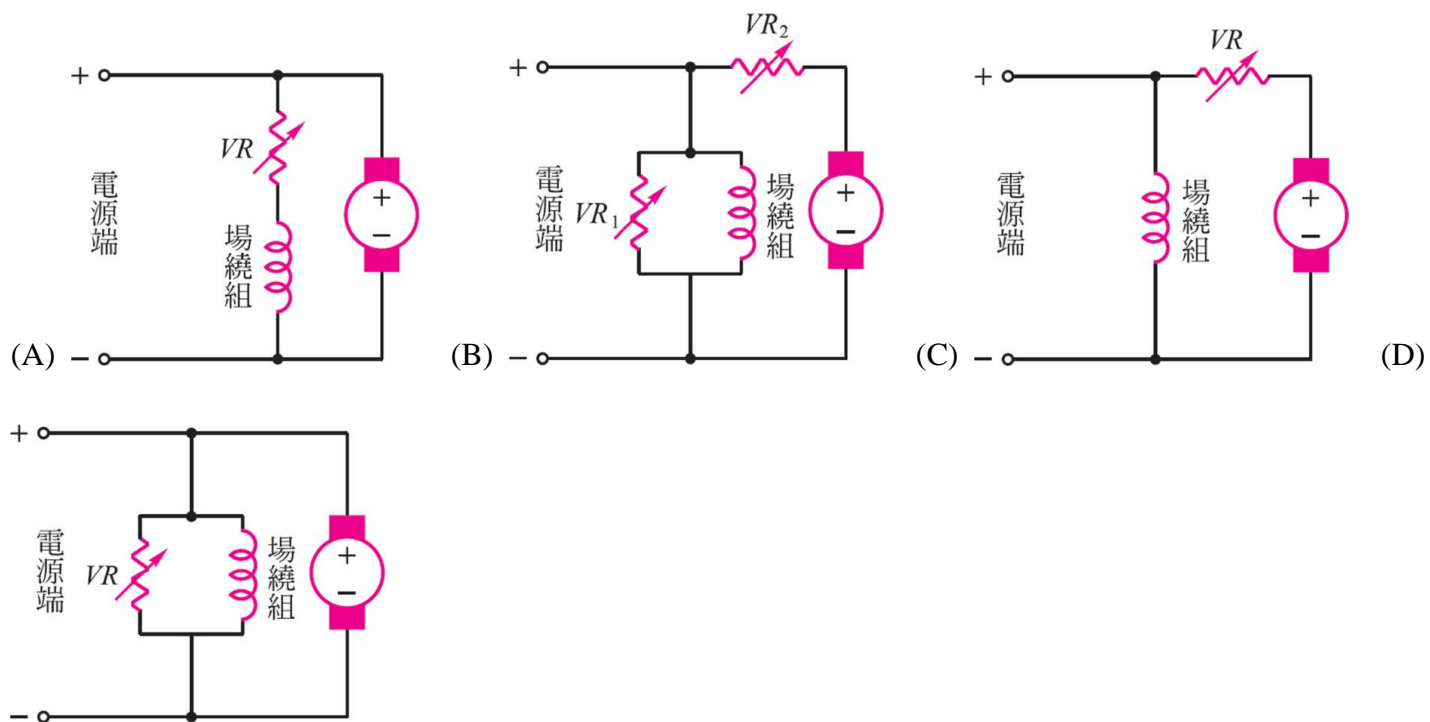 (A) + − 電源端 VR 場繞組 + −
(B) + − 電源端 VR₁ VR₂ 場繞組 + −
(C) + − 電源端 VR 場繞組 + −
(D)
+ − 電源端 VR 場繞組 + −